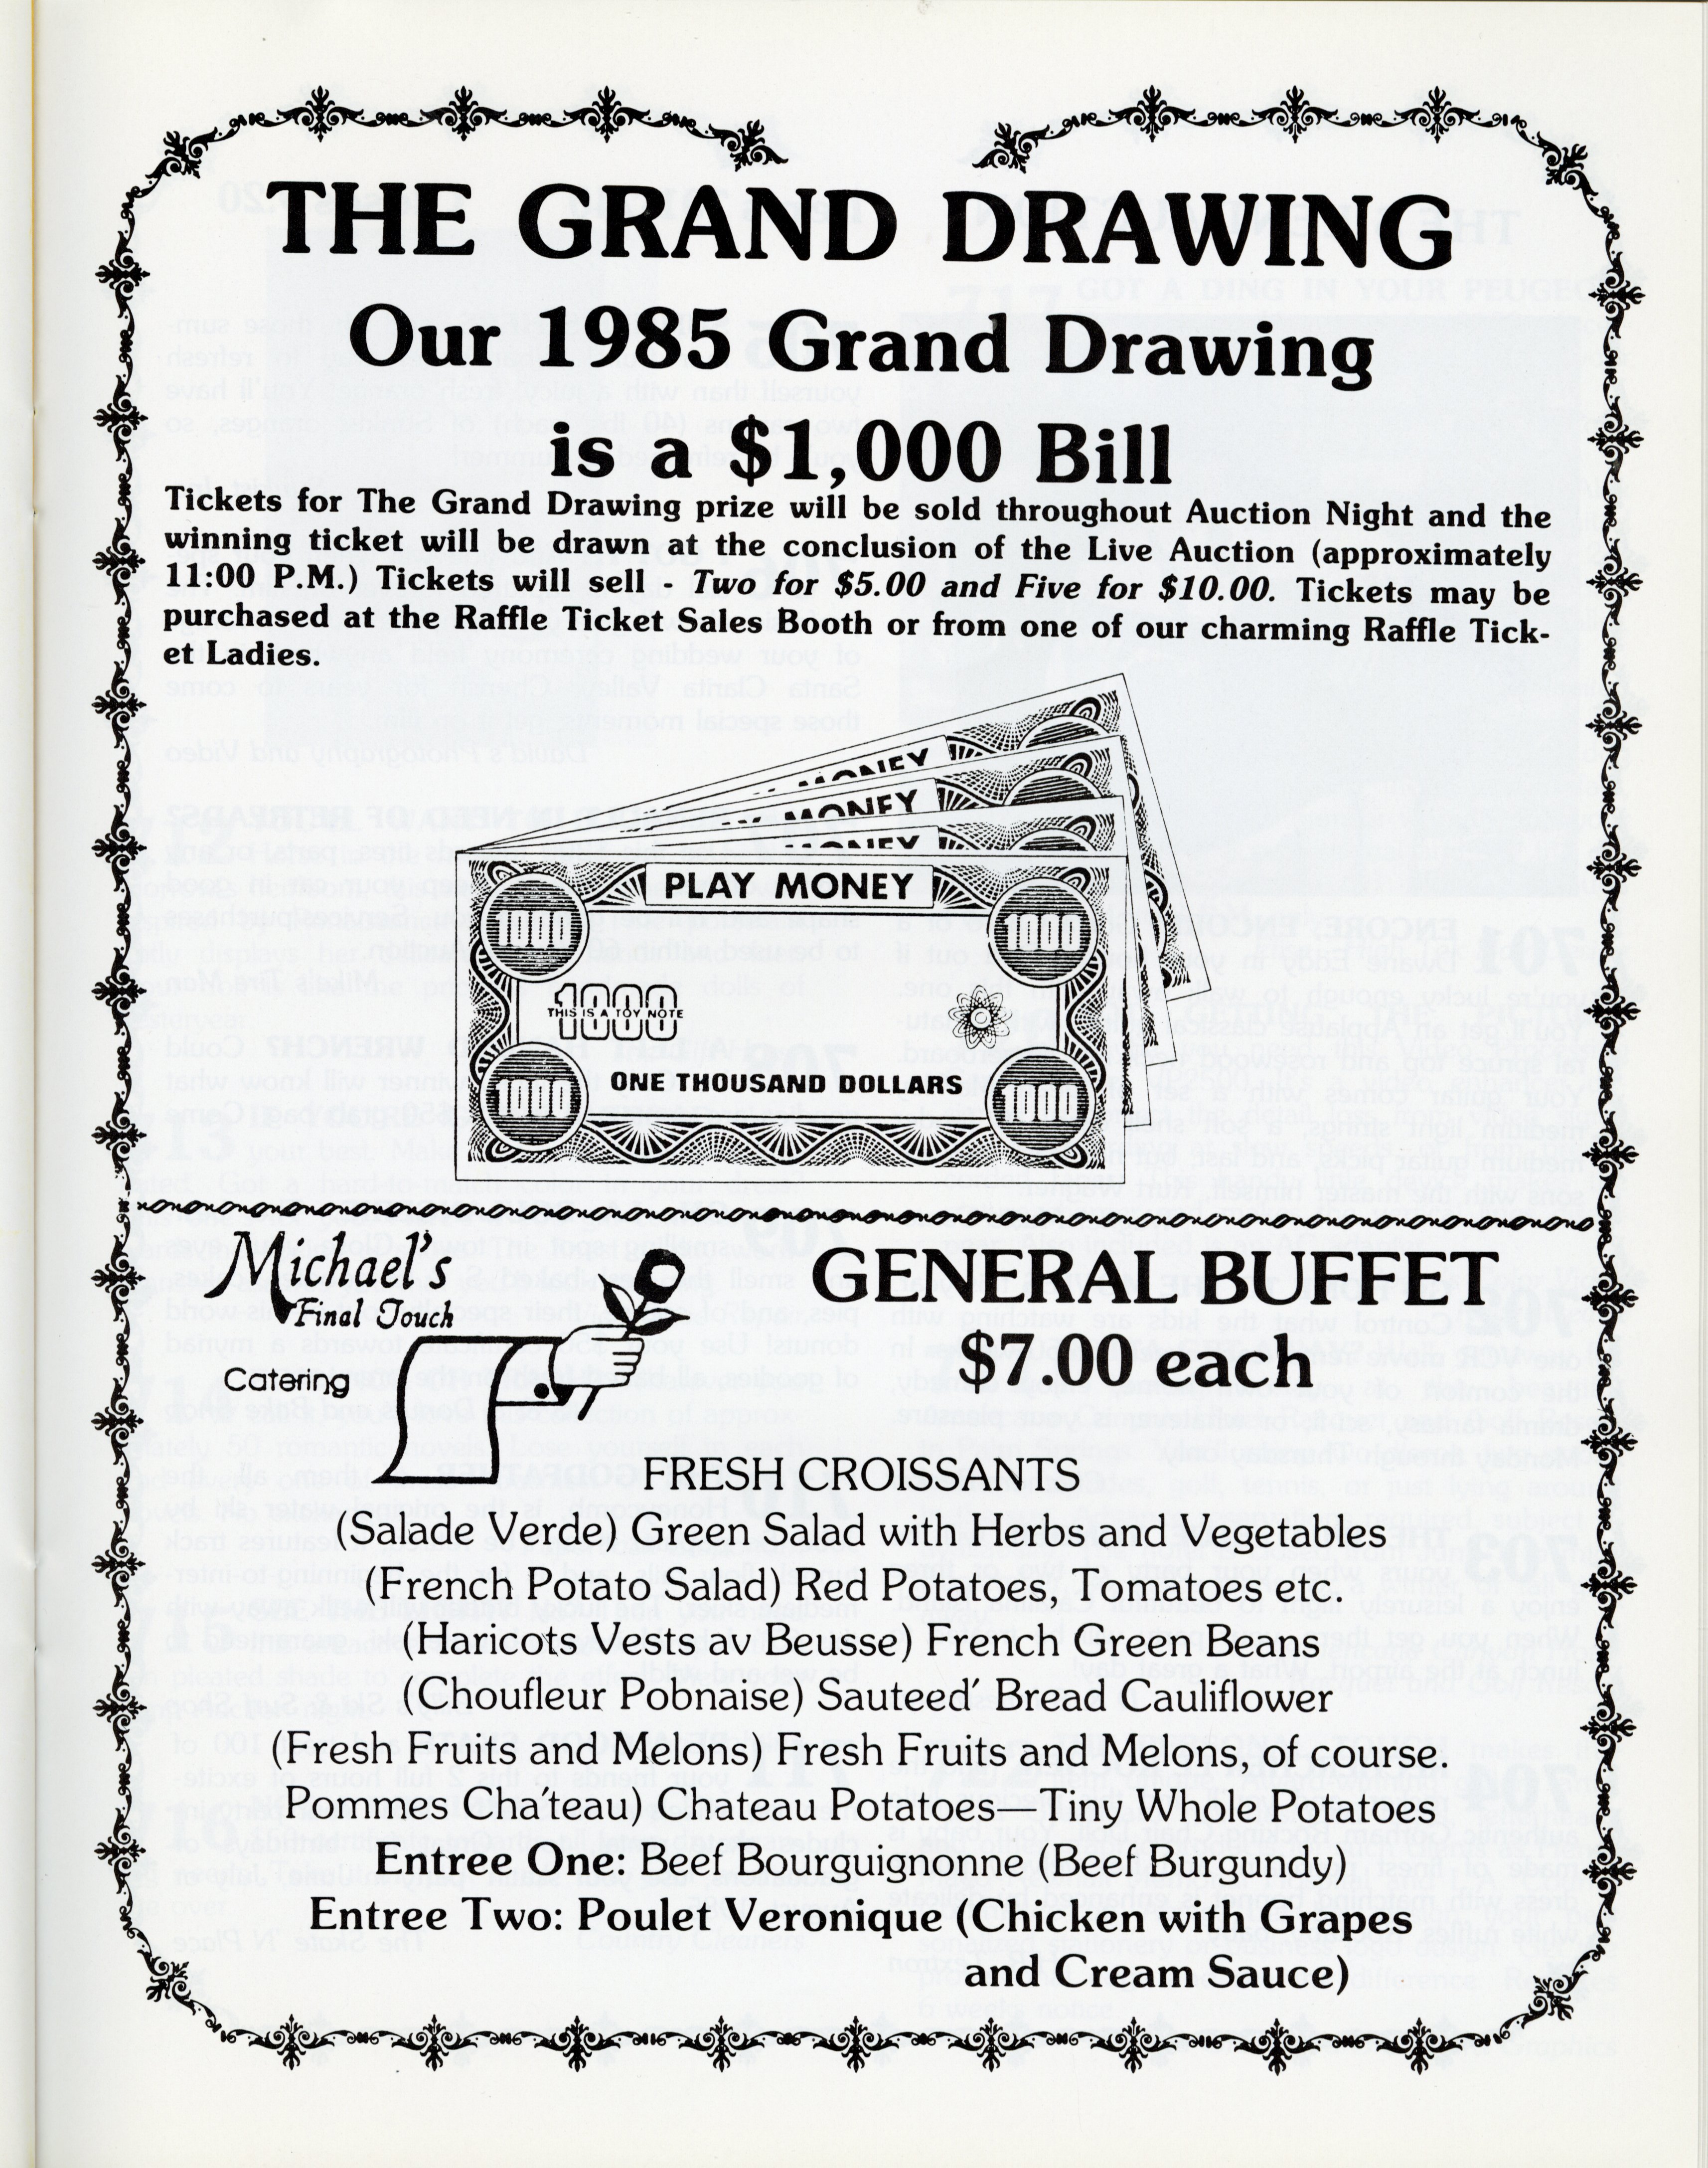 THE GRAND DRAWING
Our 1985 Grand Drawing
is a $1,000 Bill
Tickets for The Grand Drawing prize will be sold throughout Auction Night and the
winning ticket will be drawn at the conclusion of the Live Auction (approximately
11:00 P.M.) Tickets will sell - Two for $5.00 and Five for $10.00. Tickets may be
purchased at the Raffle Ticket Sales Booth or from one of our charming Raffle Tick-
et Ladies.
MONEY
MONEY
MONEY
PLAY MONEY
1000 1000
1000
THIS IS A TOY NOTE
ONE THOUSAND DOLLARS
1000 1000
Michael's
Final Touch
Catering
GENERAL BUFFET
$7.00 each
FRESH CROISSANTS
(Salade Verde) Green Salad with Herbs and Vegetables
(French Potato Salad) Red Potatoes, Tomatoes etc.
(Haricots Vests av Beusse) French Green Beans
(Choufleur Pobnaise) Sauteed' Bread Cauliflower
(Fresh Fruits and Melons) Fresh Fruits and Melons, of course.
Pommes Cha'teau) Chateau Potatoes—Tiny Whole Potatoes
Entree One: Beef Bourguignonne (Beef Burgundy)
Entree Two: Poulet Veronique (Chicken with Grapes
and Cream Sauce)